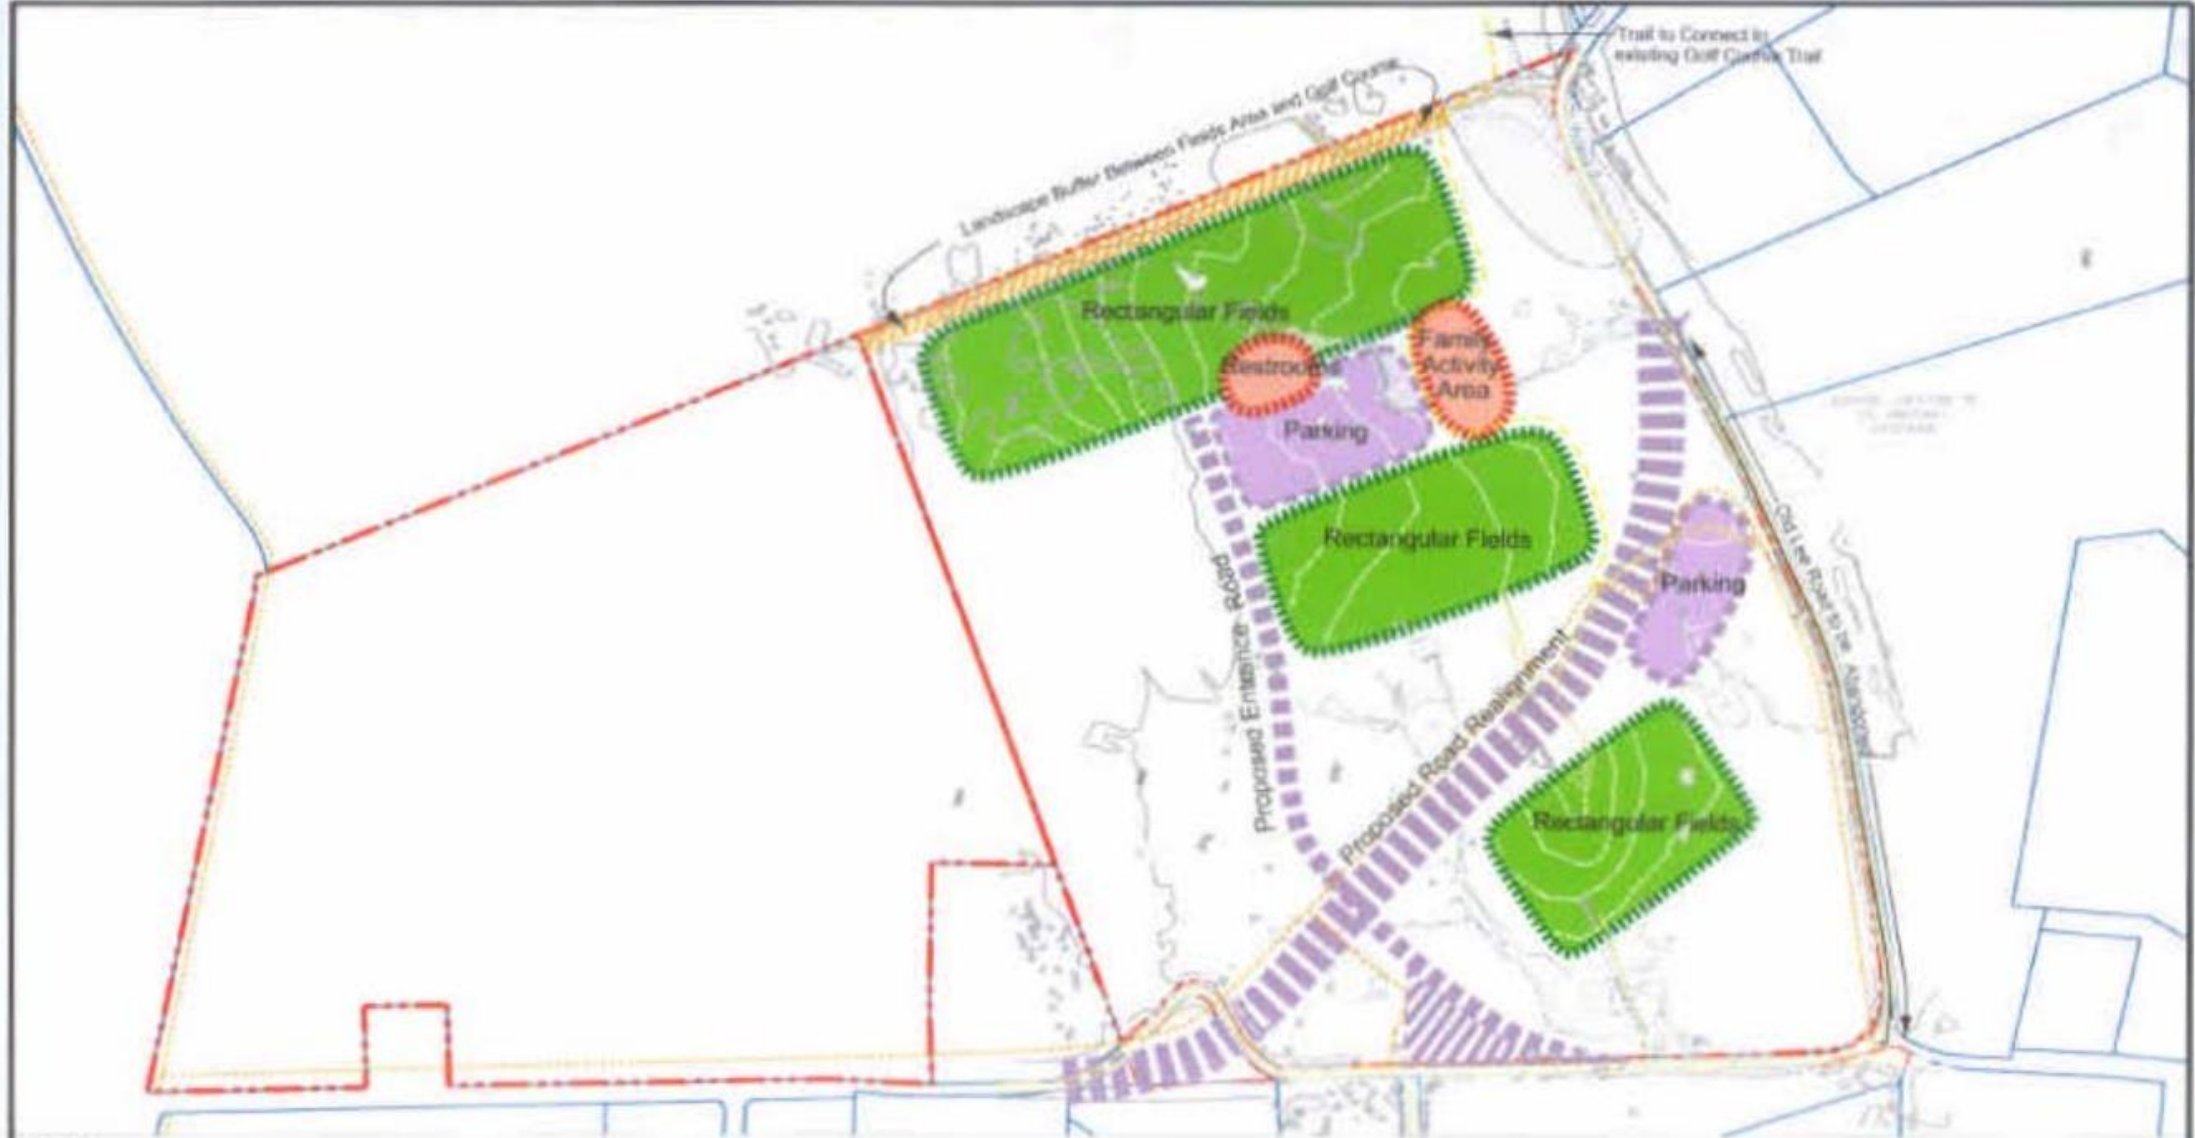 Trail to Connect to
existing Golf Course Trail
Landscape Buffer Between Fields Area and Golf Course
Rectangular Fields
Restrooms
Family
Activity
Area
Parking
Rectangular Fields
Parking
Proposed Entrance Road
Proposed Road Realignment
Old Lee Road to be Abandoned
Rectangular Fields